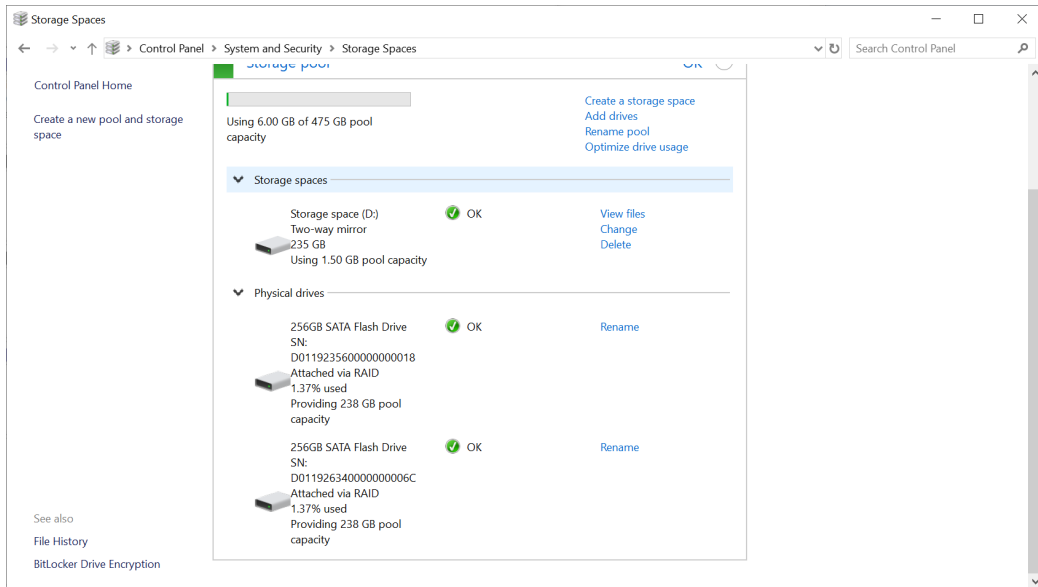 Storage Spaces
Control Panel > System and Security > Storage Spaces
Search Control Panel
Control Panel Home
Create a new pool and storage
space
Storage pool
OK
Using 6.00 GB of 475 GB pool
capacity
Create a storage space
Add drives
Rename pool
Optimize drive usage
Storage spaces
Storage space (D:)
Two-way mirror
235 GB
Using 1.50 GB pool capacity
OK
View files
Change
Delete
Physical drives
256GB SATA Flash Drive
SN:
D0119235600000000018
Attached via RAID
1.37% used
Providing 238 GB pool
capacity
OK
Rename
256GB SATA Flash Drive
SN:
D011926340000000006C
Attached via RAID
1.37% used
Providing 238 GB pool
capacity
OK
Rename
See also
File History
BitLocker Drive Encryption